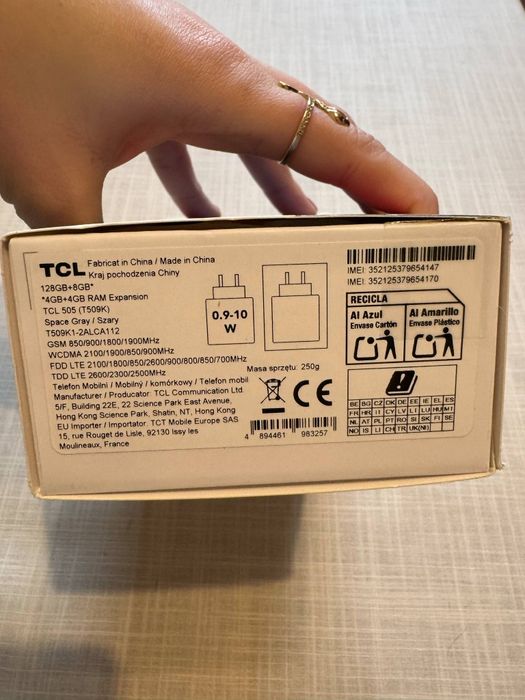 TCL Fabricat in China / Made in China
Kraj pochodzenia Chiny
128GB+8GB*
*4GB+4GB RAM Expansion
TCL 505 (T509K)
Space Gray / Szary
T509K1-2ALCA112
GSM 850/900/1800/1900MHz
WCDMA 2100/1900/850/900MHz
FDD LTE 2100/1800/850/2600/900/800/850/700MHz
TDD LTE 2600/2300/2500MHz
Telefon Mobilni / Mobilný / komórkowy / Telefon mobil
Manufacturer / Producator: TCL Communication Ltd.
5/F, Building 22E, 22 Science Park East Avenue,
Hong Kong Science Park, Shatin, NT, Hong Kong
EU Importer / Importator: TCT Mobile Europe SAS
15, rue Rouget de Lisle, 92130 Issy les
Moulineaux, France
0.9-10
W
Masa sprzętu: 250g
CE
4 894461 983257
IMEI: 352125379654147
IMEI: 352125379654170
RECICLA
Al Azul
Envase Cartón
Al Amarillo
Envase Plástico
BE BG CZ DK DE EE IE EL ES
FR HR IT CY LV LI LU HU MT
NL AT PL PT RO SI SK FI SE
NO IS LI CH TR UK(NI)